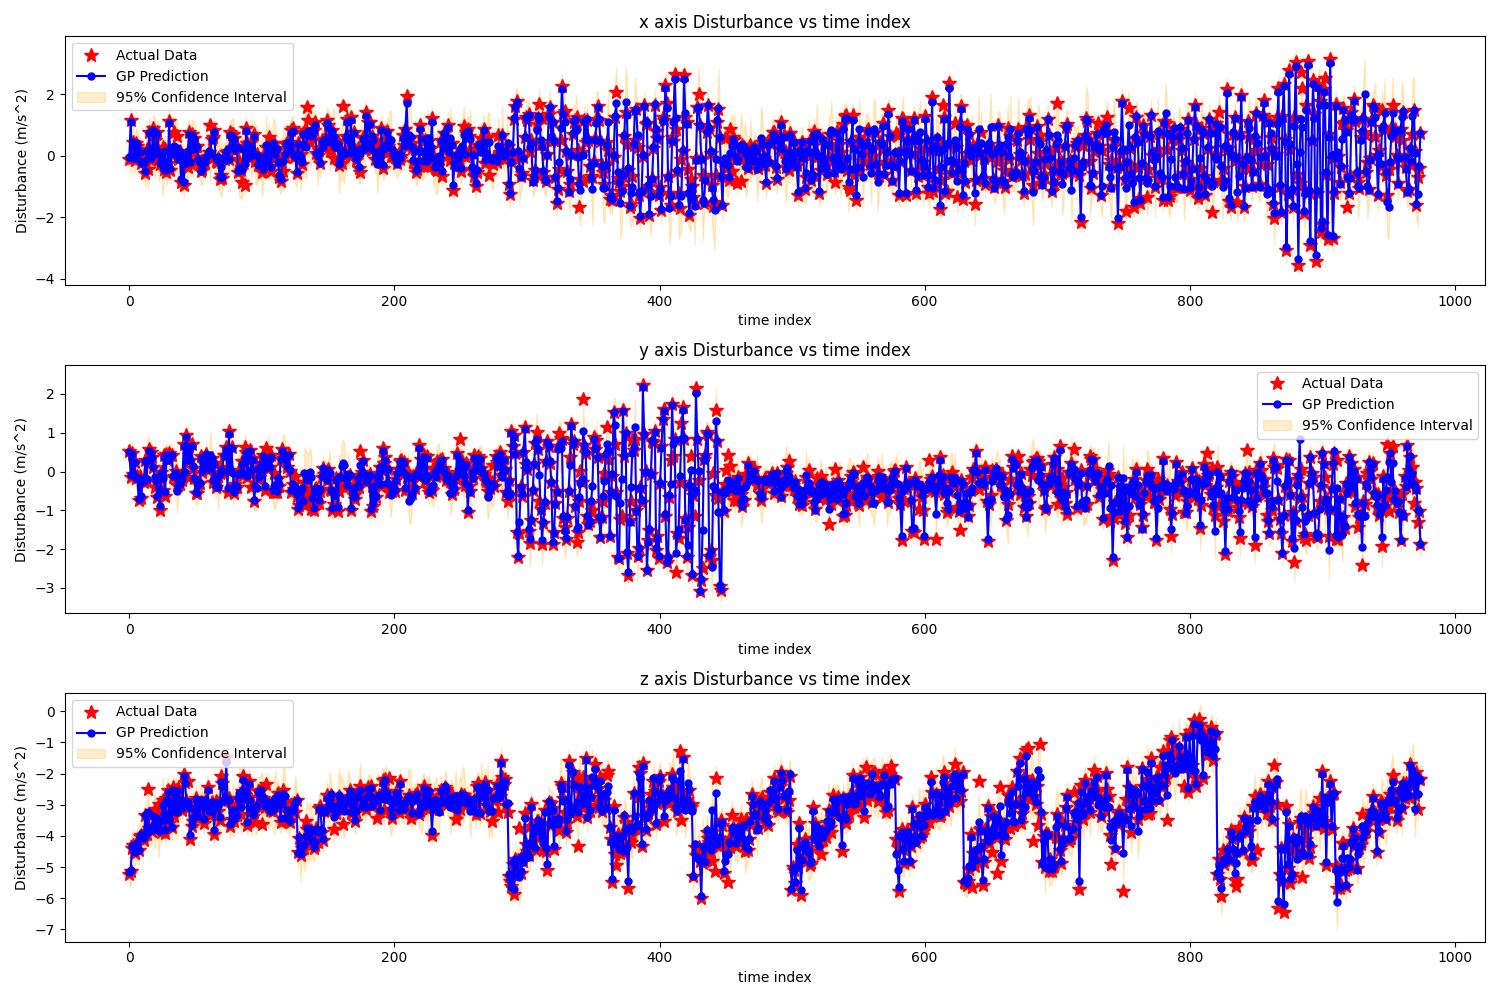 x axis Disturbance vs time index
Actual Data
GP Prediction
95% Confidence Interval
Disturbance (m/s^2)
2
0
−2
−4
0 200 400 600 800 1000
time index
y axis Disturbance vs time index
Actual Data
GP Prediction
95% Confidence Interval
Disturbance (m/s^2)
2
1
0
−1
−2
−3
0 200 400 600 800 1000
time index
z axis Disturbance vs time index
Actual Data
GP Prediction
95% Confidence Interval
Disturbance (m/s^2)
0
−1
−2
−3
−4
−5
−6
−7
0 200 400 600 800 1000
time index